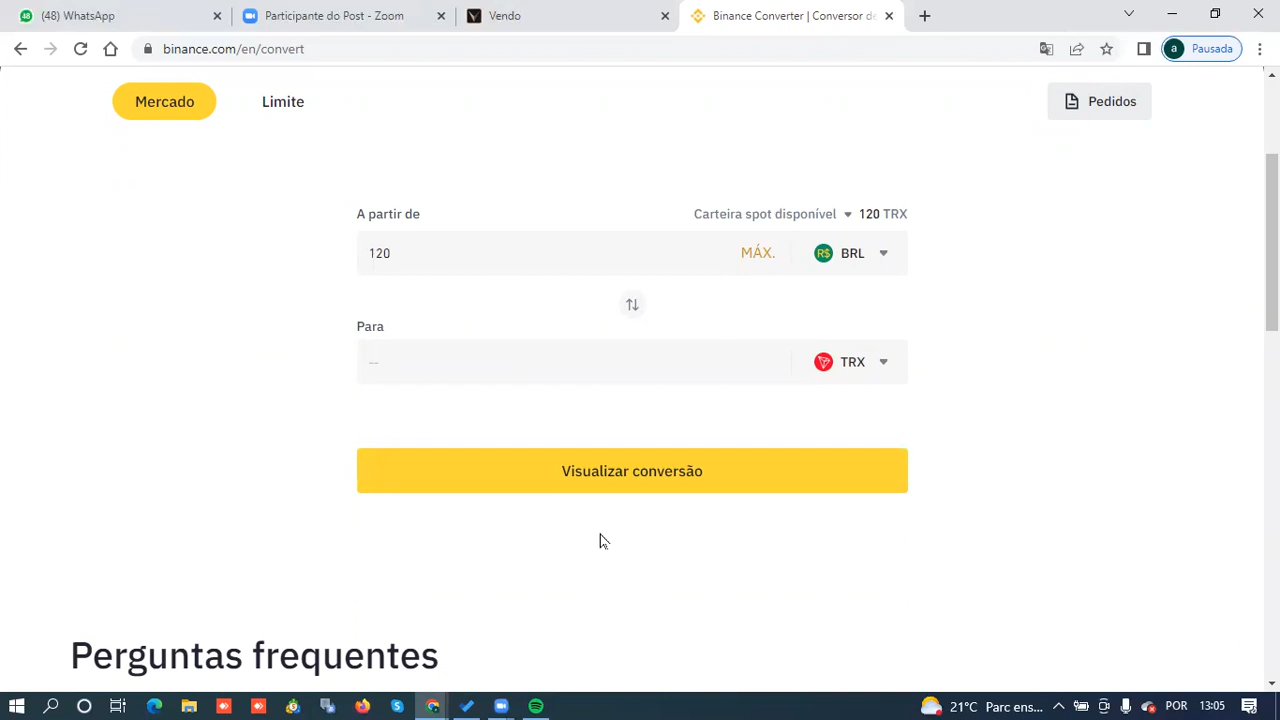 (48) WhatsApp
Participante do Post - Zoom
Vendo
Binance Converter | Conversor de
binance.com/en/convert
a Pausada
Mercado
Limite
Pedidos
A partir de
Carteira spot disponível 120 TRX
120
MÁX.
R$ BRL
Para
--
TRX
Visualizar conversão
Perguntas frequentes
21°C Parc ens...
POR
13:05